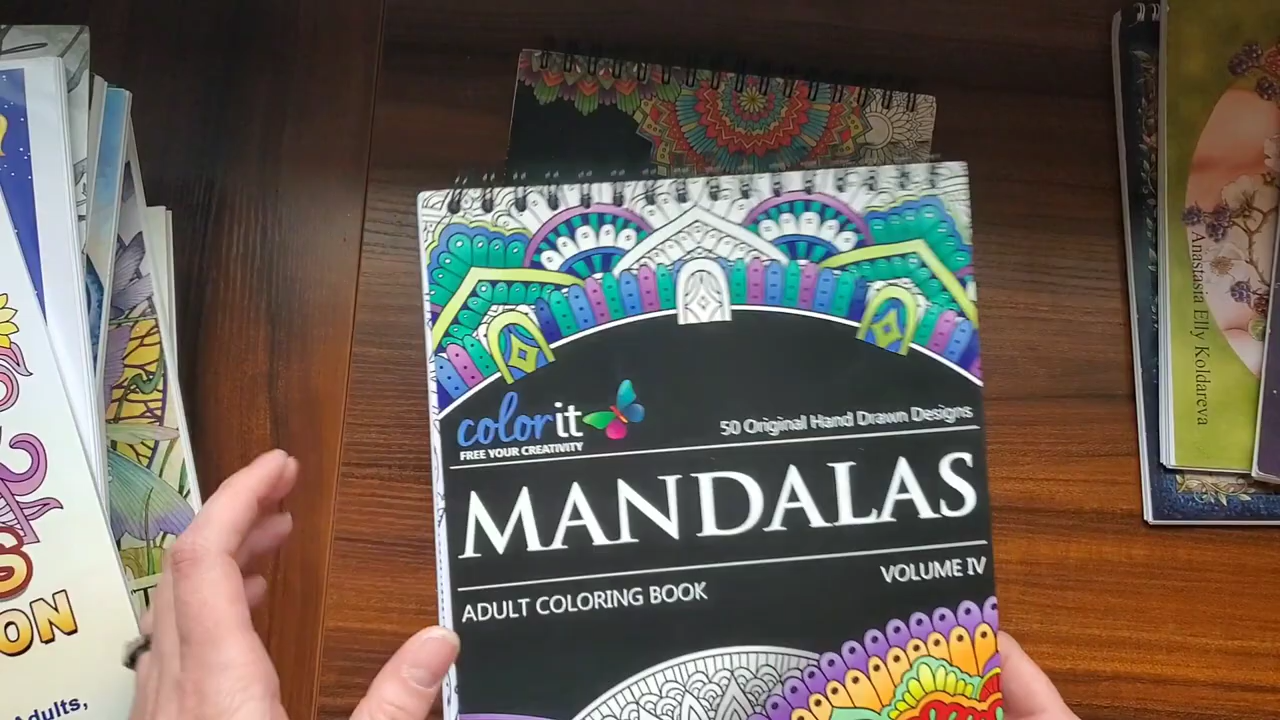 colorit
FREE YOUR CREATIVITY
50 Original Hand Drawn Designs
MANDALAS
VOLUME IV
ADULT COLORING BOOK
Anastasia Elly Koldareva
S
ON
Adults,